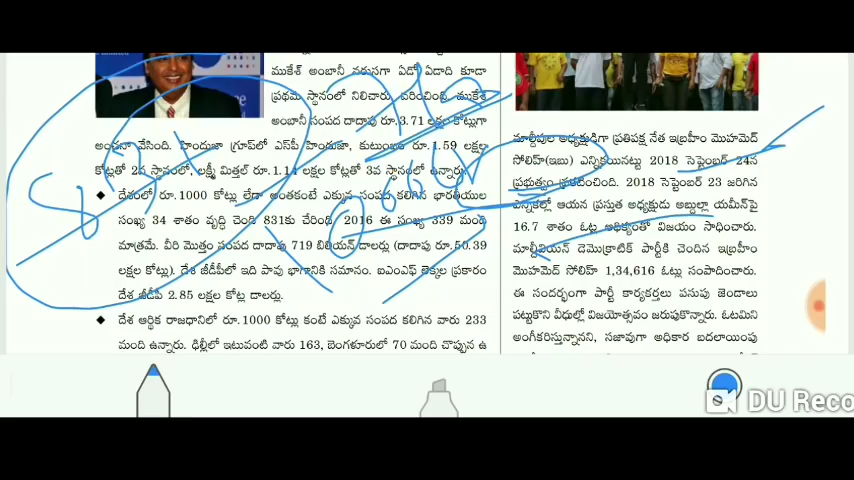 ముకేశ్ అంబానీ వరుసగా ఏడో ఏడాది కూడా
ప్రథమ స్థానంలో నిలిచారు. వరించింది ముకేశ్
అంబానీ సంపద దాదాపు రూ.3.71 లక్షల కోట్లుగా
అంచనా వేసింది. హిందుజా గ్రూప్‌లో ఎస్‌పీ హిందుజా, కుటుంబం రూ.1.59 లక్షల
కోట్లతో 2వ స్థానంలో, లక్ష్మీ మిత్తల్ రూ.1.14 లక్షల కోట్లతో 3వ స్థానంలో ఉన్నారు.
◆ దేశంలో రూ.1000 కోట్లు లేదా అంతకంటే ఎక్కువ సంపద కలిగిన భారతీయుల
సంఖ్య 34 శాతం వృద్ధి చెంది 831కు చేరింది. 2016 ఈ సంఖ్య 339 మంది
మాత్రమే. వీరి మొత్తం సంపద దాదాపు 719 బిలియన్ డాలర్లు (దాదాపు రూ.50.39
లక్షల కోట్లు). దేశ జీడీపీలో ఇది పావు భాగానికి సమానం. ఐఎంఎఫ్ లెక్కల ప్రకారం
దేశ జీడీపీ 2.85 లక్షల కోట్ల డాలర్లు.
◆ దేశ ఆర్థిక రాజధానిలో రూ.1000 కోట్లు కంటే ఎక్కువ సంపద కలిగిన వారు 233
మంది ఉన్నారు. ఢిల్లీలో ఇటువంటి వారు 163, బెంగళూరులో 70 మంది చొప్పున ఉ
మాల్దీవుల అధ్యక్షుడిగా ప్రతిపక్ష నేత ఇబ్రహీం మొహమెద్
సోలిహ్(ఇబు) ఎన్నికయినట్టు 2018 సెప్టెంబర్ 24న
ప్రభుత్వం ప్రకటించింది. 2018 సెప్టెంబర్ 23 జరిగిన
ఎన్నికల్లో ఆయన ప్రస్తుత అధ్యక్షుడు అబ్దుల్లా యమీన్‌పై
16.7 శాతం ఓట్ల ఆధిక్యంతో విజయం సాధించారు.
మాల్దీవియన్ డెమొక్రాటిక్ పార్టీకి చెందిన ఇబ్రహీం
మొహమెద్ సోలిహ్ 1,34,616 ఓట్లు సంపాదించారు.
ఈ సందర్భంగా పార్టీ కార్యకర్తలు పసుపు జెండాలు
పట్టుకొని వీధుల్లో విజయోత్సవం జరుపుకొన్నారు. ఓటమిని
అంగీకరిస్తున్నానని, సజావుగా అధికార బదలాయింపు
DU Reco